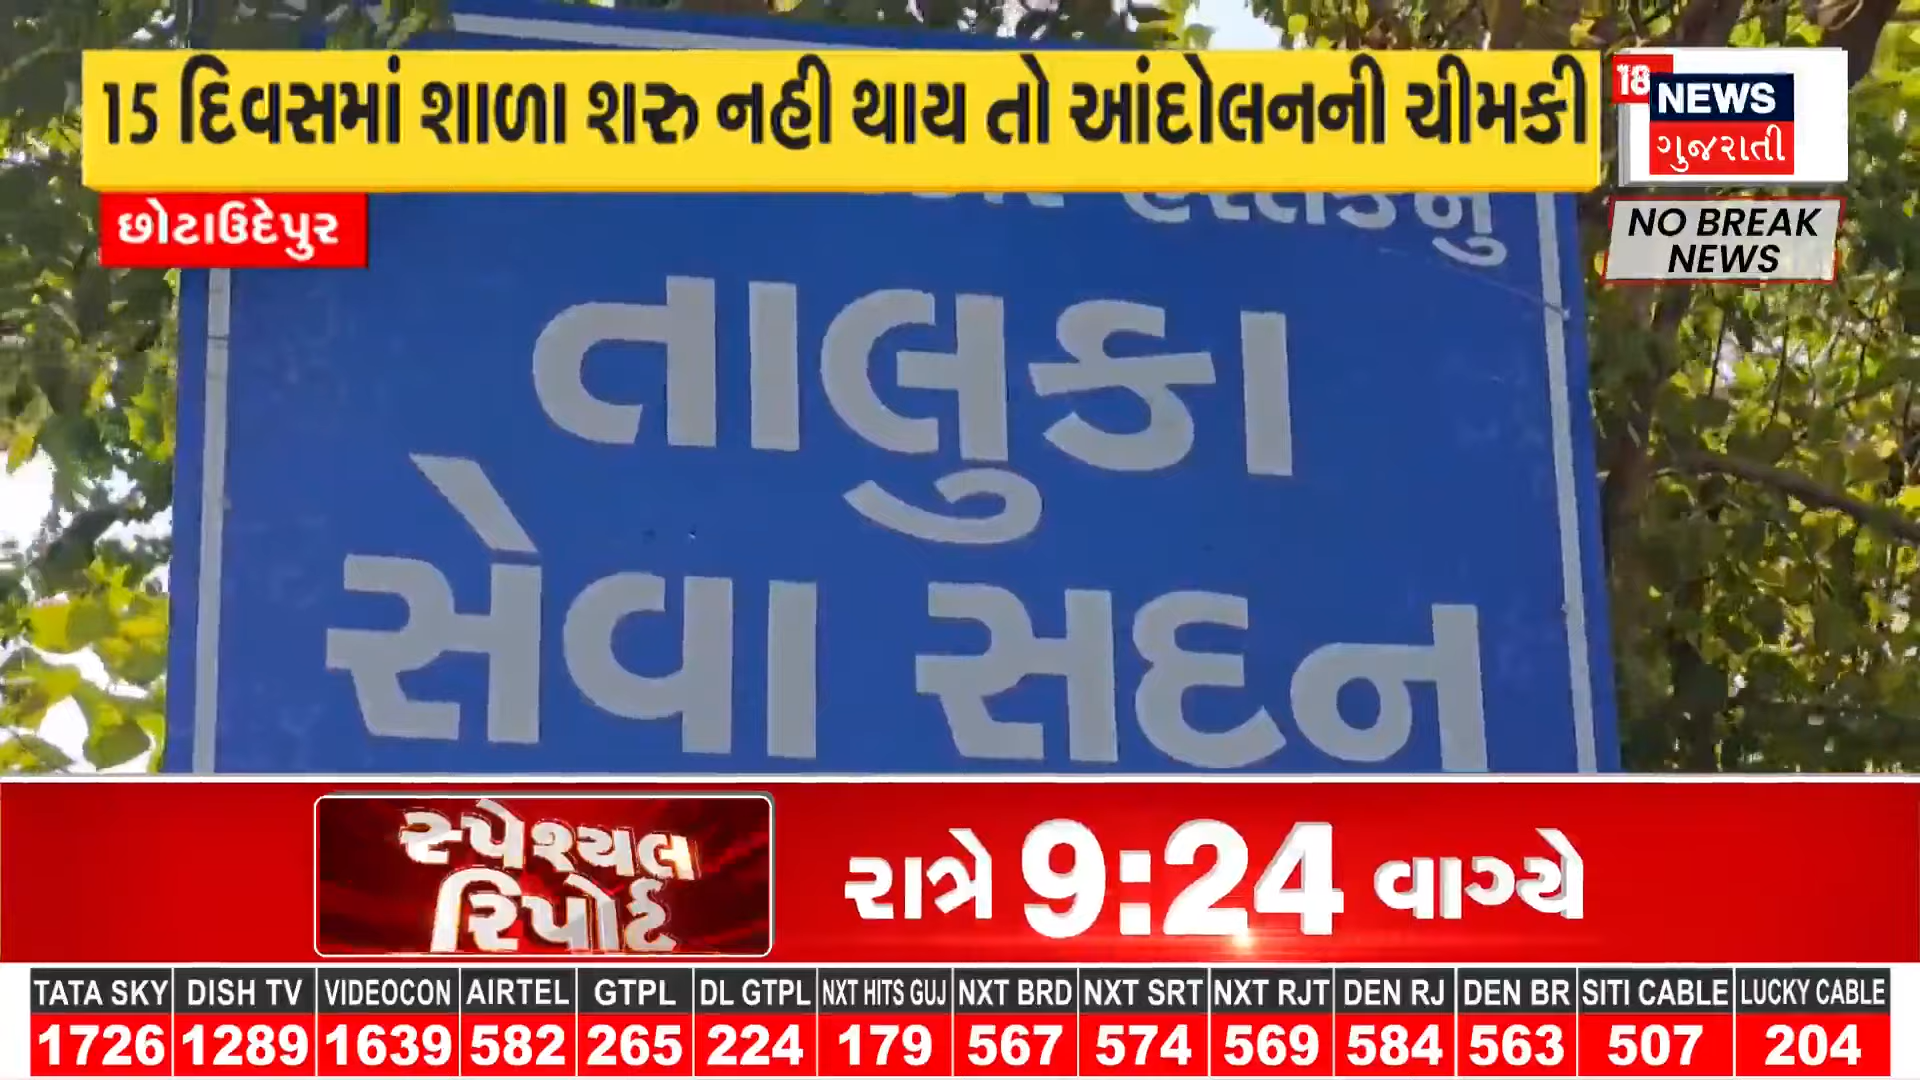 15 દિવસમાં શાળા શરુ નહી થાય તો આંદોલનની ચીમકી
18
NEWS
ગુજરાતી
NO BREAK
NEWS
છોટાઉદેપુર
હસ્તકનુ
તાલુકા
સેવા સદન
સ્પેશ્યલ
રિપોર્ટ
રાત્રે 9:24 વાગ્યે
TATA SKY DISH TV VIDEOCON AIRTEL GTPL DL GTPL NXT HITS GUJ NXT BRD NXT SRT NXT RJT DEN RJ DEN BR SITI CABLE LUCKY CABLE
1726 1289 1639 582 265 224 179 567 574 569 584 563 507 204